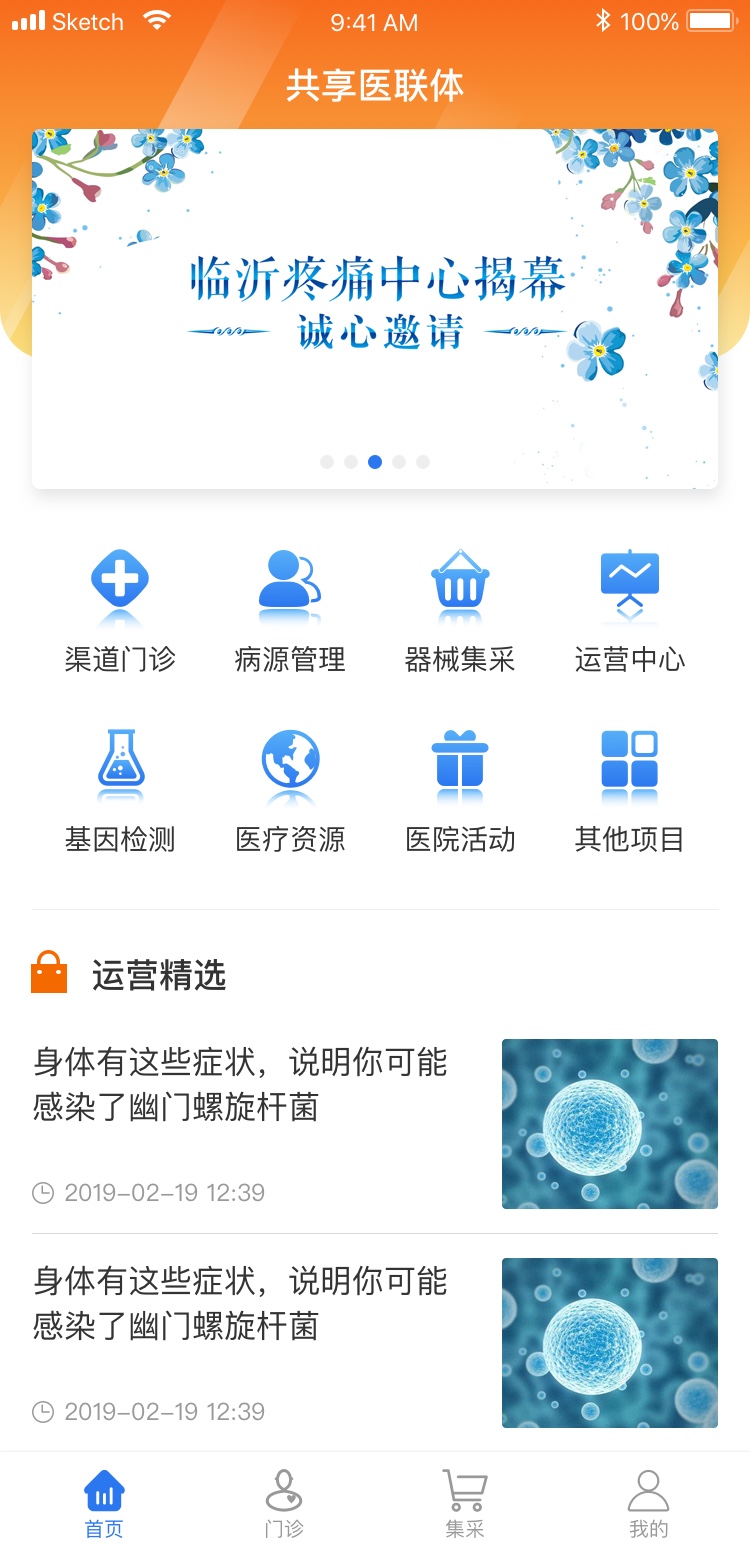 Sketch 9:41 AM 100%
共享医联体
临沂疼痛中心揭幕
诚心邀请
渠道门诊 病源管理 器械集采 运营中心
基因检测 医疗资源 医院活动 其他项目
运营精选
身体有这些症状，说明你可能
感染了幽门螺旋杆菌
2019-02-19 12:39
身体有这些症状，说明你可能
感染了幽门螺旋杆菌
2019-02-19 12:39
首页 门诊 集采 我的